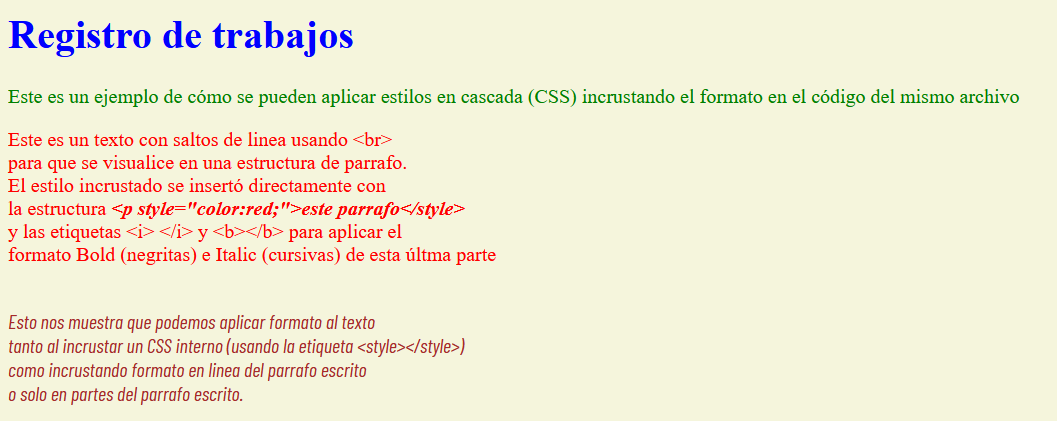 Registro de trabajos
Este es un ejemplo de cómo se pueden aplicar estilos en cascada (CSS) incrustando el formato en el código del mismo archivo
Este es un texto con saltos de linea usando <br>
para que se visualice en una estructura de parrafo.
El estilo incrustado se insertó directamente con
la estructura <p style="color:red;">este parrafo</style>
y las etiquetas <i> </i> y <b></b> para aplicar el
formato Bold (negritas) e Italic (cursivas) de esta últma parte
Esto nos muestra que podemos aplicar formato al texto
tanto al incrustar un CSS interno (usando la etiqueta <style></style>)
como incrustando formato en linea del parrafo escrito
o solo en partes del parrafo escrito.